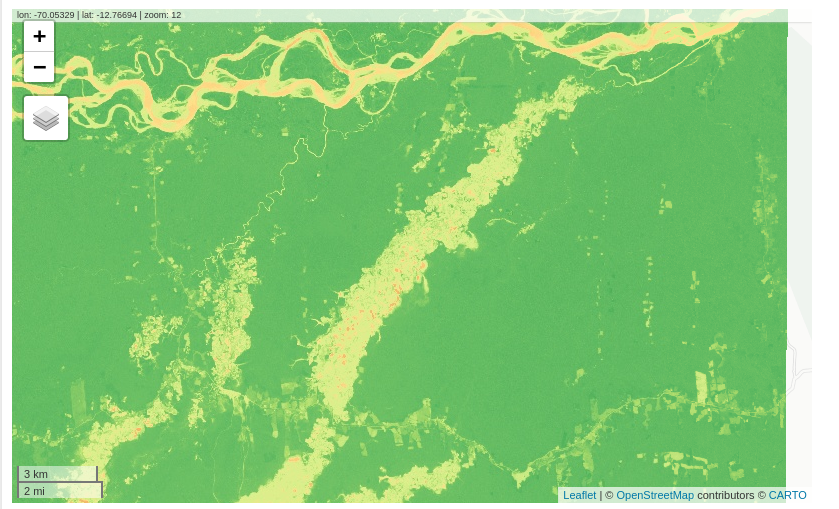 lon: -70.05329 | lat: -12.76694 | zoom: 12
+
−
3 km
2 mi
Leaflet | © OpenStreetMap contributors © CARTO